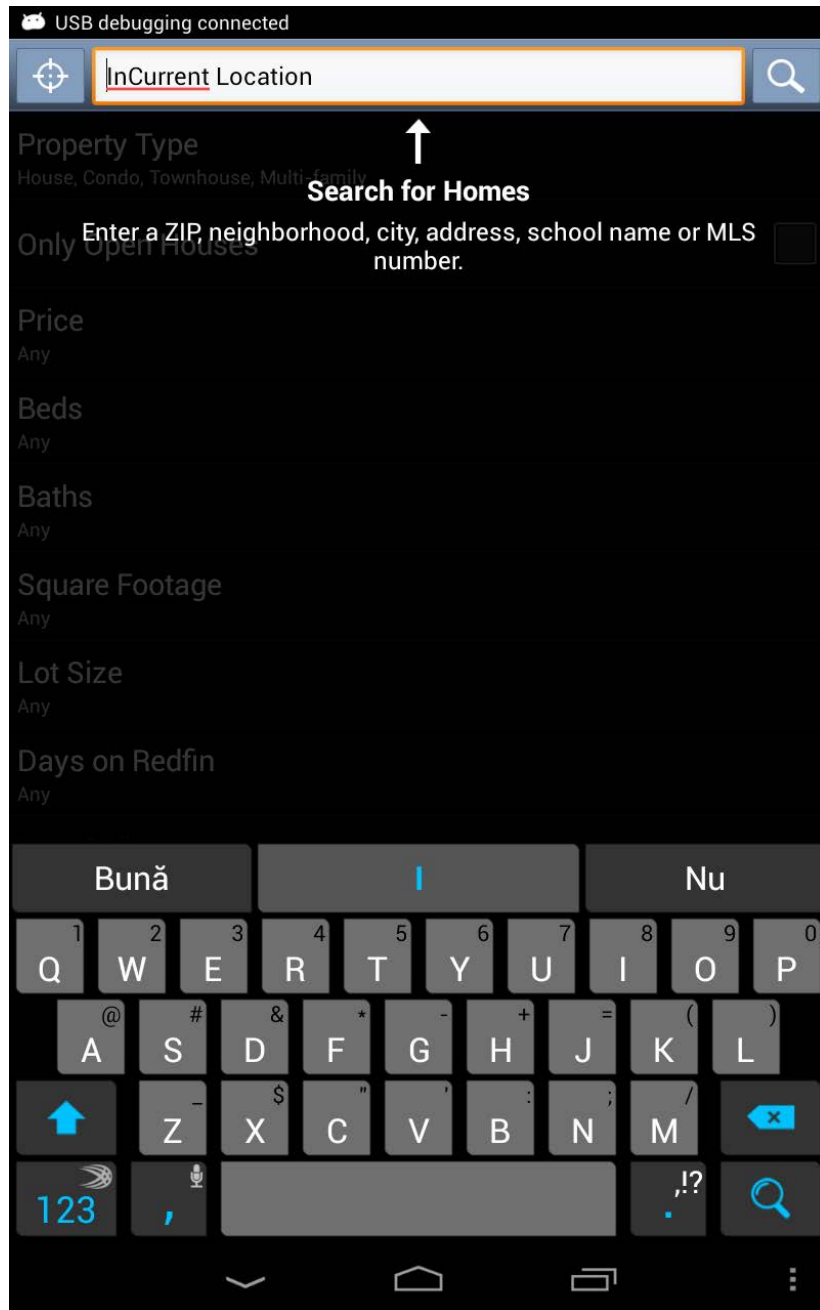 USB debugging connected
InCurrent Location
Property Type
House, Condo, Townhouse, Multi-family
Search for Homes
Only Open Houses
Enter a ZIP, neighborhood, city, address, school name or MLS
number.
Price
Any
Beds
Any
Baths
Any
Square Footage
Any
Lot Size
Any
Days on Redfin
Any
Bună I Nu
1 2 3 4 5 6 7 8 9 0
Q W E R T Y U I O P
@ # & * - + = ( )
A S D F G H J K L
_ $ " ' : ; /
Z X C V B N M
123 , . ,!?